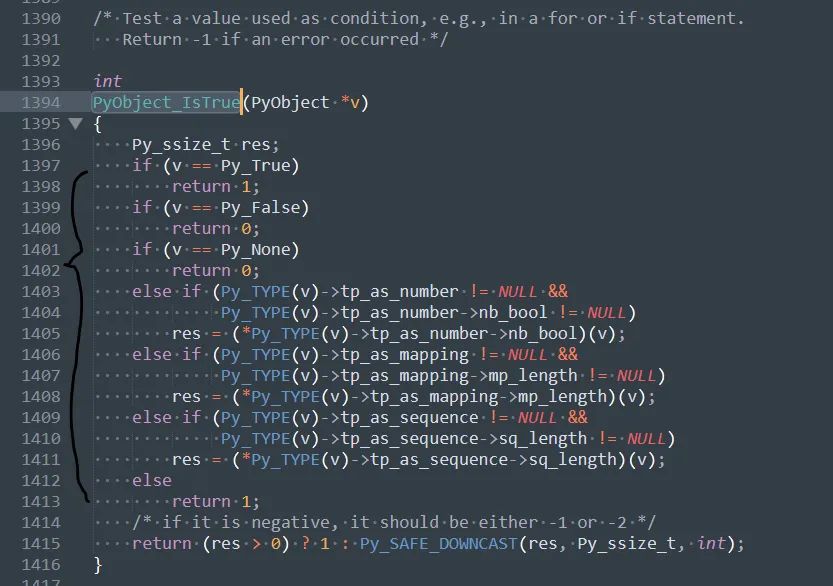 1389
1390 /* Test a value used as condition, e.g., in a for or if statement.
1391    Return -1 if an error occurred */
1392
1393 int
1394 PyObject_IsTrue(PyObject *v)
1395 {
1396     Py_ssize_t res;
1397     if (v == Py_True)
1398         return 1;
1399     if (v == Py_False)
1400         return 0;
1401     if (v == Py_None)
1402         return 0;
1403     else if (Py_TYPE(v)->tp_as_number != NULL &&
1404              Py_TYPE(v)->tp_as_number->nb_bool != NULL)
1405         res = (*Py_TYPE(v)->tp_as_number->nb_bool)(v);
1406     else if (Py_TYPE(v)->tp_as_mapping != NULL &&
1407              Py_TYPE(v)->tp_as_mapping->mp_length != NULL)
1408         res = (*Py_TYPE(v)->tp_as_mapping->mp_length)(v);
1409     else if (Py_TYPE(v)->tp_as_sequence != NULL &&
1410              Py_TYPE(v)->tp_as_sequence->sq_length != NULL)
1411         res = (*Py_TYPE(v)->tp_as_sequence->sq_length)(v);
1412     else
1413         return 1;
1414     /* if it is negative, it should be either -1 or -2 */
1415     return (res > 0) ? 1 : Py_SAFE_DOWNCAST(res, Py_ssize_t, int);
1416 }
1417